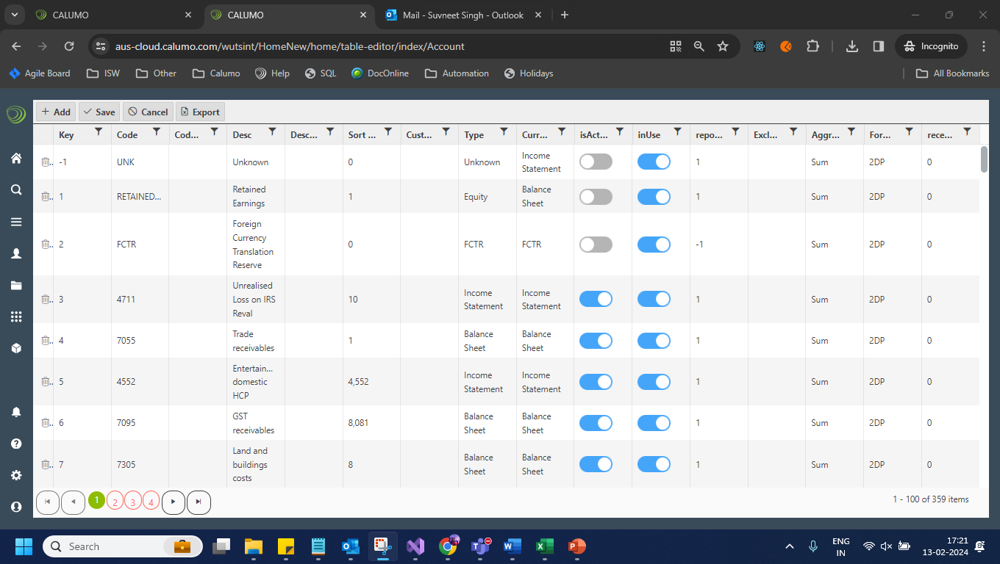 CALUMO
CALUMO
Mail - Suvneet Singh - Outlook
aus-cloud.calumo.com/wutsint/HomeNew/home/table-editor/index/Account
Incognito
Agile Board
ISW
Other
Calumo
Help
SQL
DocOnline
Automation
Holidays
All Bookmarks
Add
Save
Cancel
Export
Key
Code
Cod...
Desc
Desc...
Sort ...
Cust...
Type
Curr...
isAct...
inUse
repo...
Excl...
Aggr...
For...
rece...
-1
UNK
Unknown
0
Unknown
Income
Statement
1
Sum
2DP
0
1
RETAINED...
Retained
Earnings
1
Equity
Balance
Sheet
1
Sum
2DP
0
2
FCTR
Foreign
Currency
Translation
Reserve
0
FCTR
FCTR
-1
Sum
2DP
0
3
4711
Unrealised
Loss on IRS
Reval
10
Income
Statement
Income
Statement
1
Sum
2DP
0
4
7055
Trade
receivables
1
Balance
Sheet
Balance
Sheet
1
Sum
2DP
0
5
4552
Entertain...
domestic
HCP
4,552
Income
Statement
Income
Statement
1
Sum
2DP
0
6
7095
GST
receivables
8,081
Balance
Sheet
Balance
Sheet
1
Sum
2DP
0
7
7305
Land and
buildings
costs
8
Balance
Sheet
Balance
Sheet
1
Sum
2DP
0
1
2
3
4
1 - 100 of 359 items
Search
ENG
IN
17:21
13-02-2024